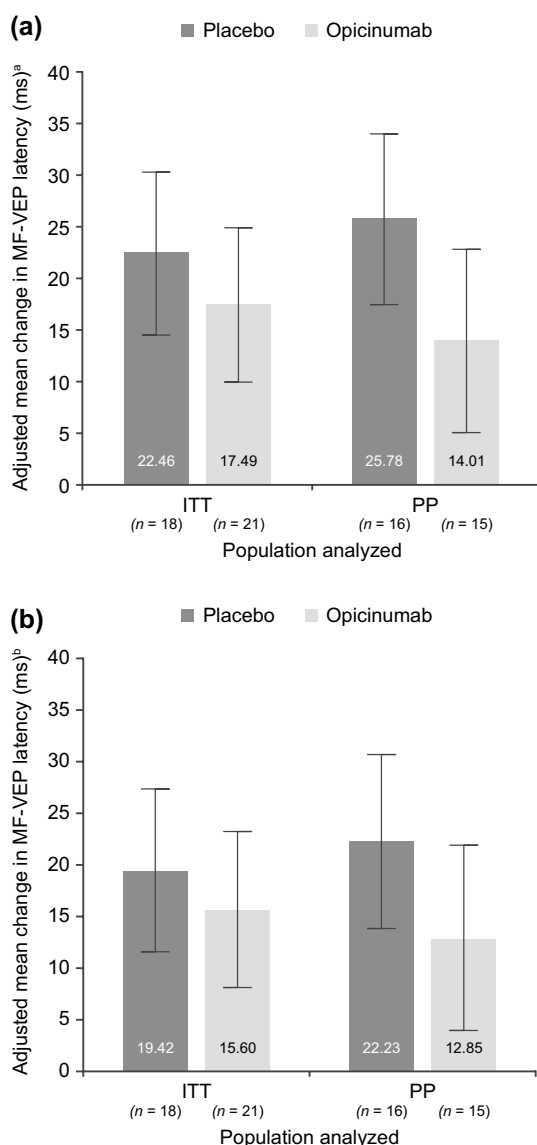 (a)
Placebo Opicinumab
Adjusted mean change in MF-VEP latency (ms)ᵃ
40
35
30
25
20
15
10
5
0
22.46 17.49 25.78 14.01
ITT PP
(n = 18) (n = 21) (n = 16) (n = 15)
Population analyzed
(b)
Placebo Opicinumab
Adjusted mean change in MF-VEP latency (ms)ᵇ
40
35
30
25
20
15
10
5
0
19.42 15.60 22.23 12.85
ITT PP
(n = 18) (n = 21) (n = 16) (n = 15)
Population analyzed